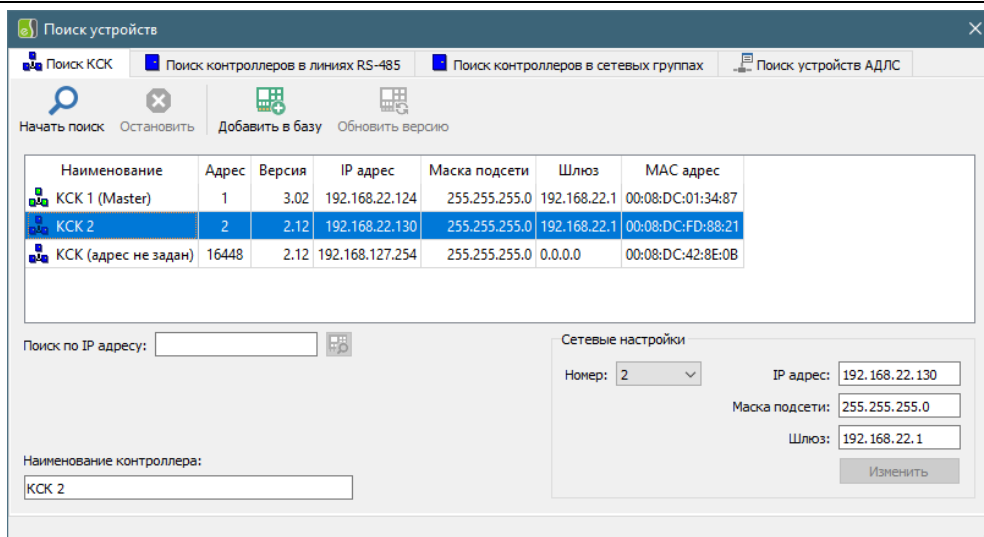 Поиск устройств
Поиск КСК Поиск контроллеров в линиях RS-485 Поиск контроллеров в сетевых группах Поиск устройств АДЛС
Начать поиск Остановить Добавить в базу Обновить версию
Наименование Адрес Версия IP адрес Маска подсети Шлюз MAC адрес
КСК 1 (Master) 1 3.02 192.168.22.124 255.255.255.0 192.168.22.1 00:08:DC:01:34:87
КСК 2 2 2.12 192.168.22.130 255.255.255.0 192.168.22.1 00:08:DC:FD:88:21
КСК (адрес не задан) 16448 2.12 192.168.127.254 255.255.255.0 0.0.0.0 00:08:DC:42:8E:0B
Поиск по IP адресу:
Сетевые настройки
Номер: 2 IP адрес: 192.168.22.130
Маска подсети: 255.255.255.0
Шлюз: 192.168.22.1
Изменить
Наименование контроллера:
КСК 2